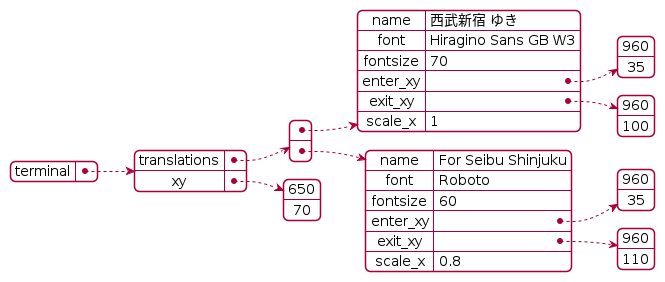 terminal
translations
xy
650
70
name 西武新宿 ゆき
font Hiragino Sans GB W3
fontsize 70
enter_xy
exit_xy
scale_x 1
960
35
960
100
name For Seibu Shinjuku
font Roboto
fontsize 60
enter_xy
exit_xy
scale_x 0.8
960
35
960
110